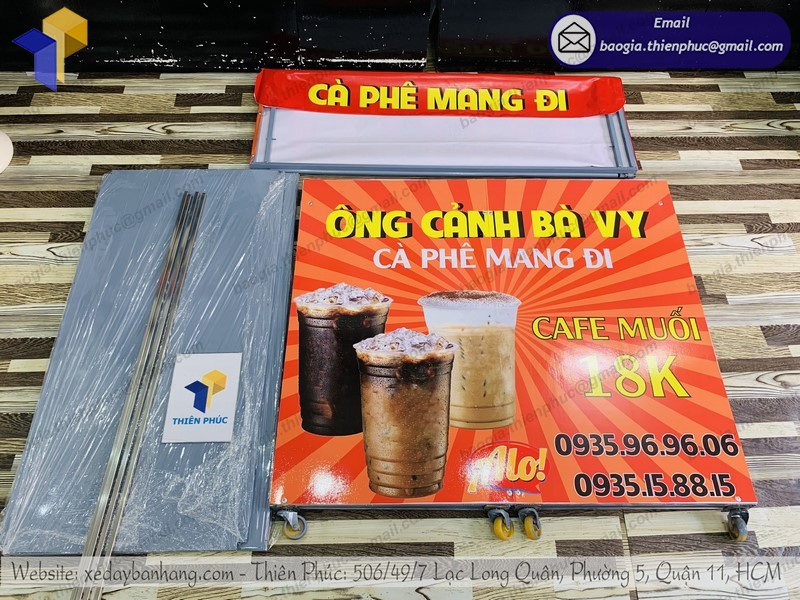 Email
baogia.thienphuc@gmail.com
CÀ PHÊ MANG ĐI
ÔNG CẢNH BÀ VY
CÀ PHÊ MANG ĐI
CAFE MUỐI
18K
THIÊN PHÚC
Alo!
0935.96.96.06
0935.15.88.15
Website: xedaybanhang.com - Thiên Phúc: 506/49/7 Lạc Long Quân, Phường 5, Quận 11, HCM